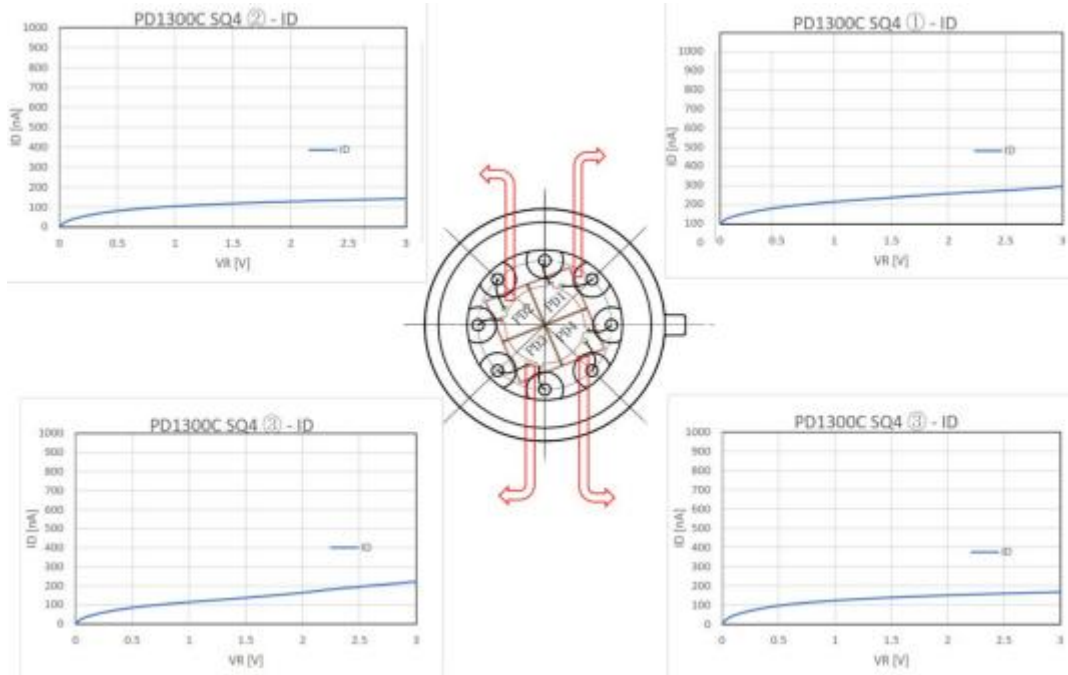 PD1300C SQ4 ② - ID
1000
900
800
700
600
500
400
300
200
100
0
ID [nA]
ID
0 0.5 1 1.5 2 2.5 3
VR [V]
PD1300C SQ4 ① - ID
1000
900
800
700
600
500
400
300
200
100
0
ID [nA]
ID
0 0.5 1 1.5 2 2.5 3
VR [V]
PD2 PD1
PD3 PD4
PD1300C SQ4 ③ - ID
1000
900
800
700
600
500
400
300
200
100
0
ID [nA]
ID
0 0.5 1 1.5 2 2.5 3
VR [V]
PD1300C SQ4 ③ - ID
1000
900
800
700
600
500
400
300
200
100
0
ID [nA]
ID
0 0.5 1 1.5 2 2.5 3
VR [V]